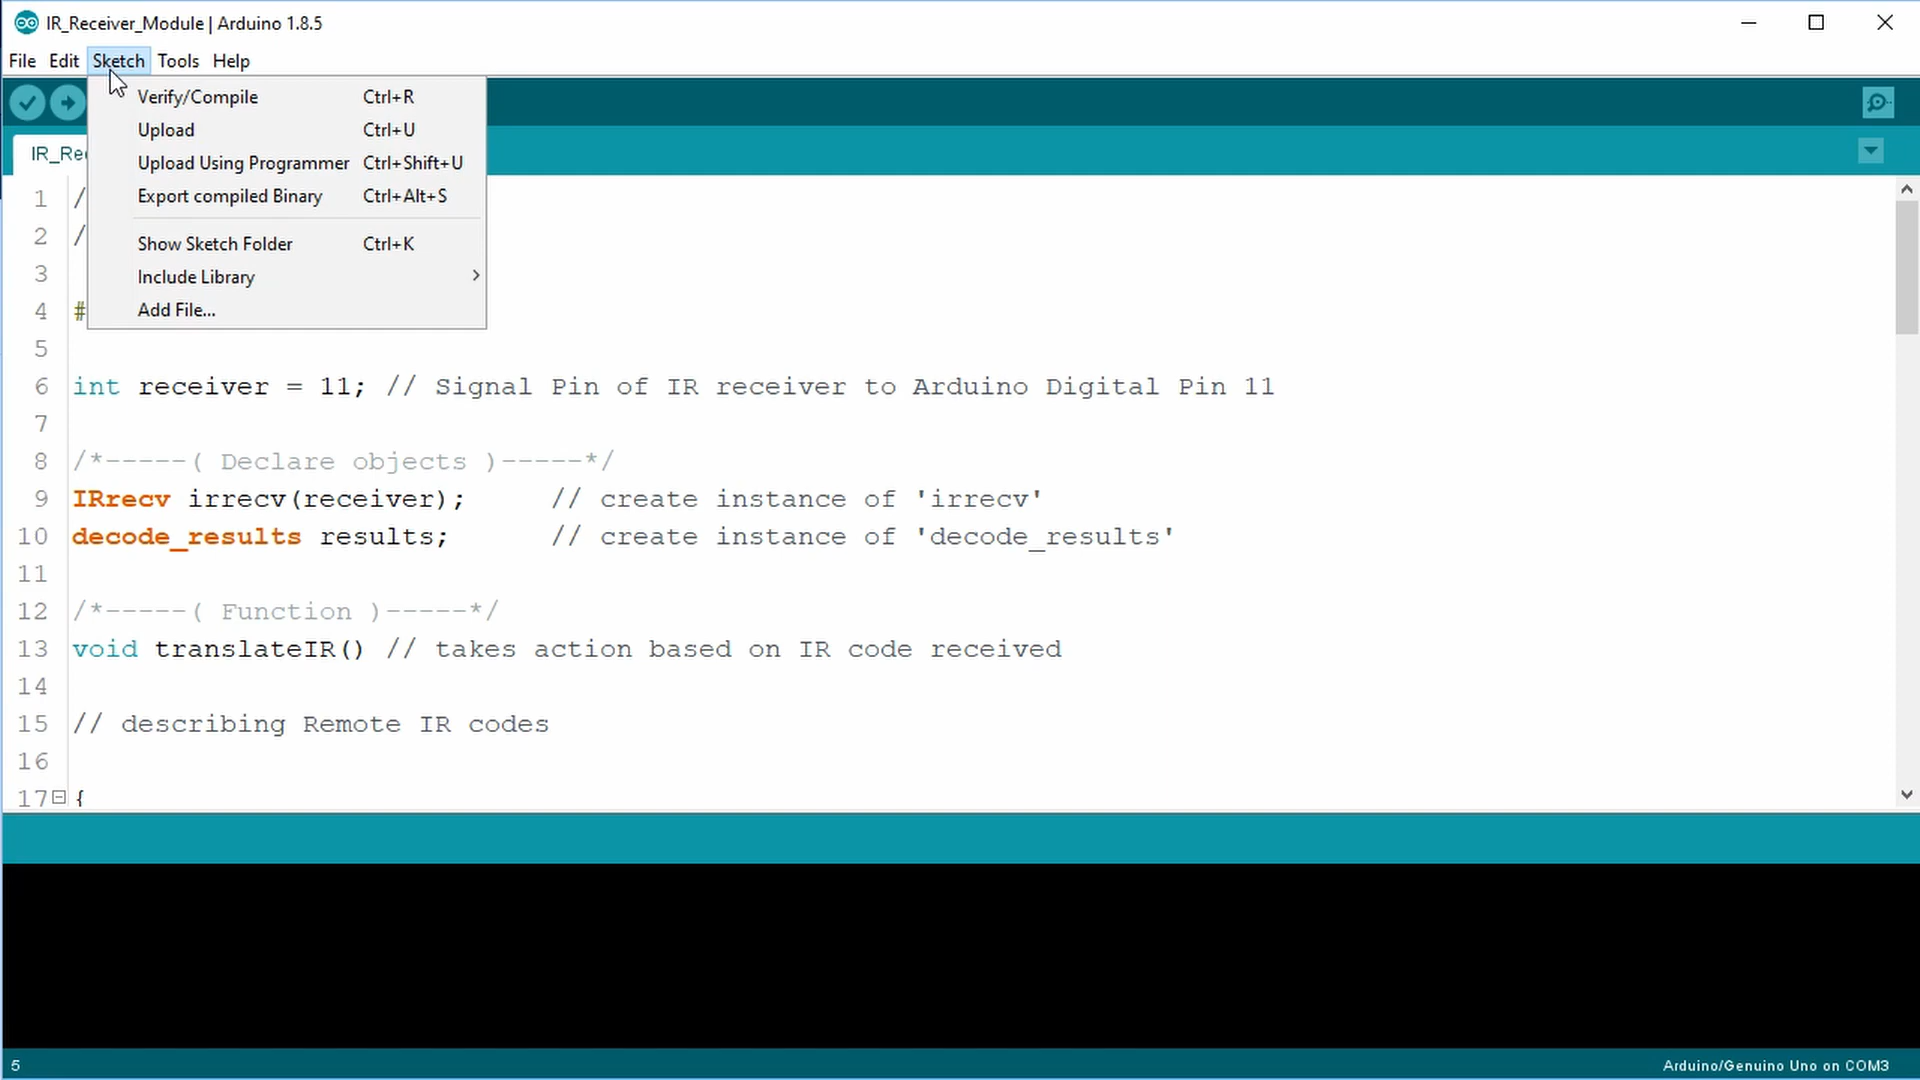 IR_Receiver_Module | Arduino 1.8.5
File Edit Sketch Tools Help
Verify/Compile Ctrl+R
Upload Ctrl+U
Upload Using Programmer Ctrl+Shift+U
Export compiled Binary Ctrl+Alt+S
Show Sketch Folder Ctrl+K
Include Library
Add File...
IR_Re
1 /
2 /
3
4 #
5
6 int receiver = 11; // Signal Pin of IR receiver to Arduino Digital Pin 11
7
8 /*-----( Declare objects )-----*/
9 IRrecv irrecv(receiver); // create instance of 'irrecv'
10 decode_results results; // create instance of 'decode_results'
11
12 /*-----( Function )-----*/
13 void translateIR() // takes action based on IR code received
14
15 // describing Remote IR codes
16
17 {
5
Arduino/Genuino Uno on COM3